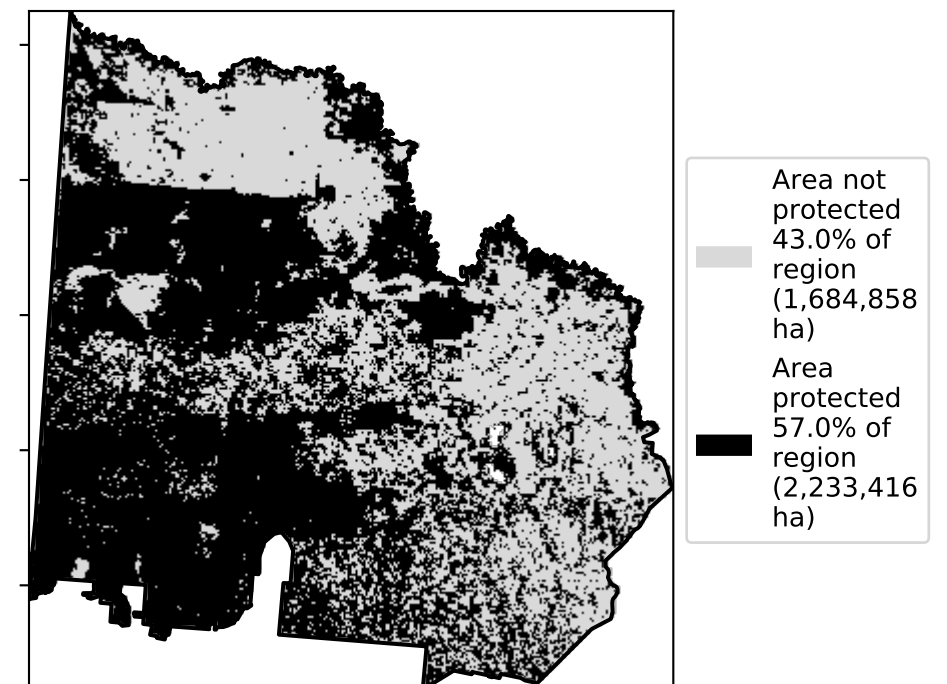 Area not
protected
43.0% of
region
(1,684,858
ha)
Area
protected
57.0% of
region
(2,233,416
ha)